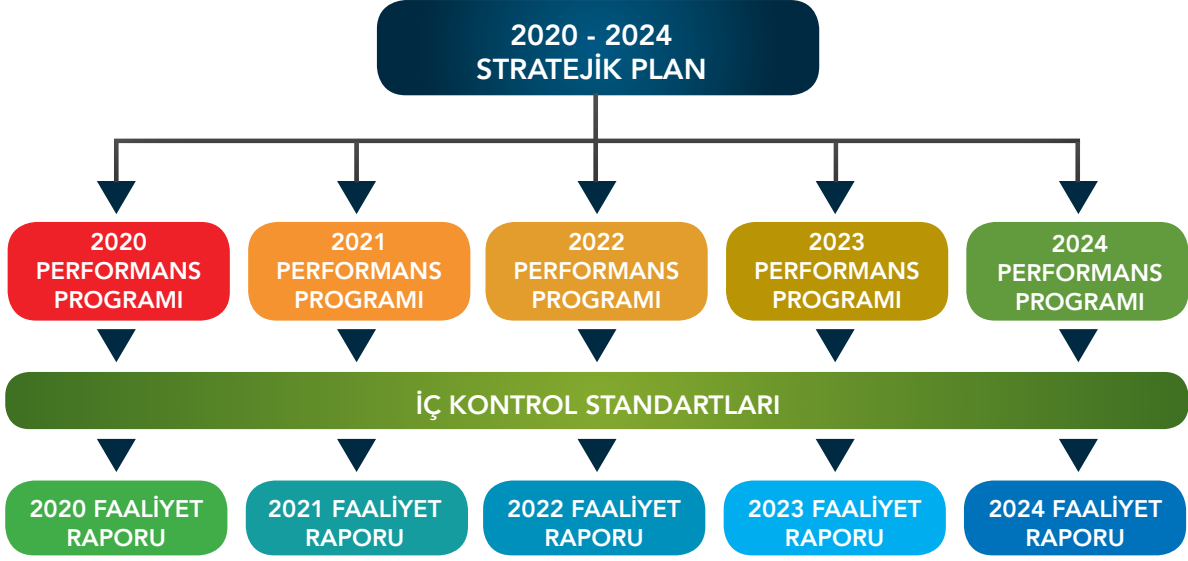 2020 - 2024
STRATEJİK PLAN
2020
PERFORMANS
PROGRAMI
2021
PERFORMANS
PROGRAMI
2022
PERFORMANS
PROGRAMI
2023
PERFORMANS
PROGRAMI
2024
PERFORMANS
PROGRAMI
İÇ KONTROL STANDARTLARI
2020 FAALİYET
RAPORU
2021 FAALİYET
RAPORU
2022 FAALİYET
RAPORU
2023 FAALİYET
RAPORU
2024 FAALİYET
RAPORU